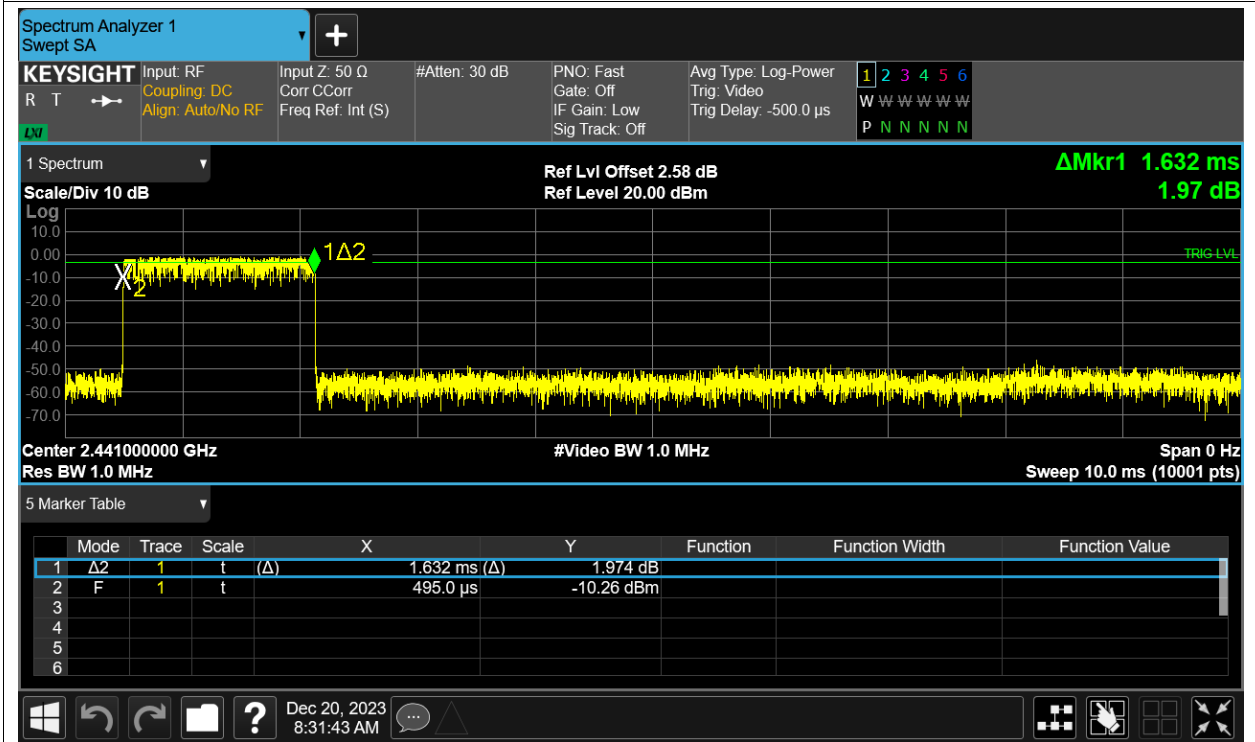 Spectrum Analyzer 1
Swept SA
+
KEYSIGHT Input: RF Input Z: 50 Ω #Atten: 30 dB PNO: Fast Avg Type: Log-Power 1 2 3 4 5 6
R T Coupling: DC Corr CCorr Gate: Off Trig: Video W W W W W W
Align: Auto/No RF Freq Ref: Int (S) IF Gain: Low Trig Delay: -500.0 µs
LXI Sig Track: Off P N N N N N
1 Spectrum Ref Lvl Offset 2.58 dB ΔMkr1 1.632 ms
Scale/Div 10 dB Ref Level 20.00 dBm 1.97 dB
Log
10.0
0.00 1Δ2 TRIG LVL
-10.0 X2
-20.0
-30.0
-40.0
-50.0
-60.0
-70.0
Center 2.441000000 GHz #Video BW 1.0 MHz Span 0 Hz
Res BW 1.0 MHz Sweep 10.0 ms (10001 pts)
5 Marker Table
Mode Trace Scale X Y Function Function Width Function Value
1 Δ2 1 t (Δ) 1.632 ms (Δ) 1.974 dB
2 F 1 t 495.0 µs -10.26 dBm
3
4
5
6
? Dec 20, 2023
8:31:43 AM